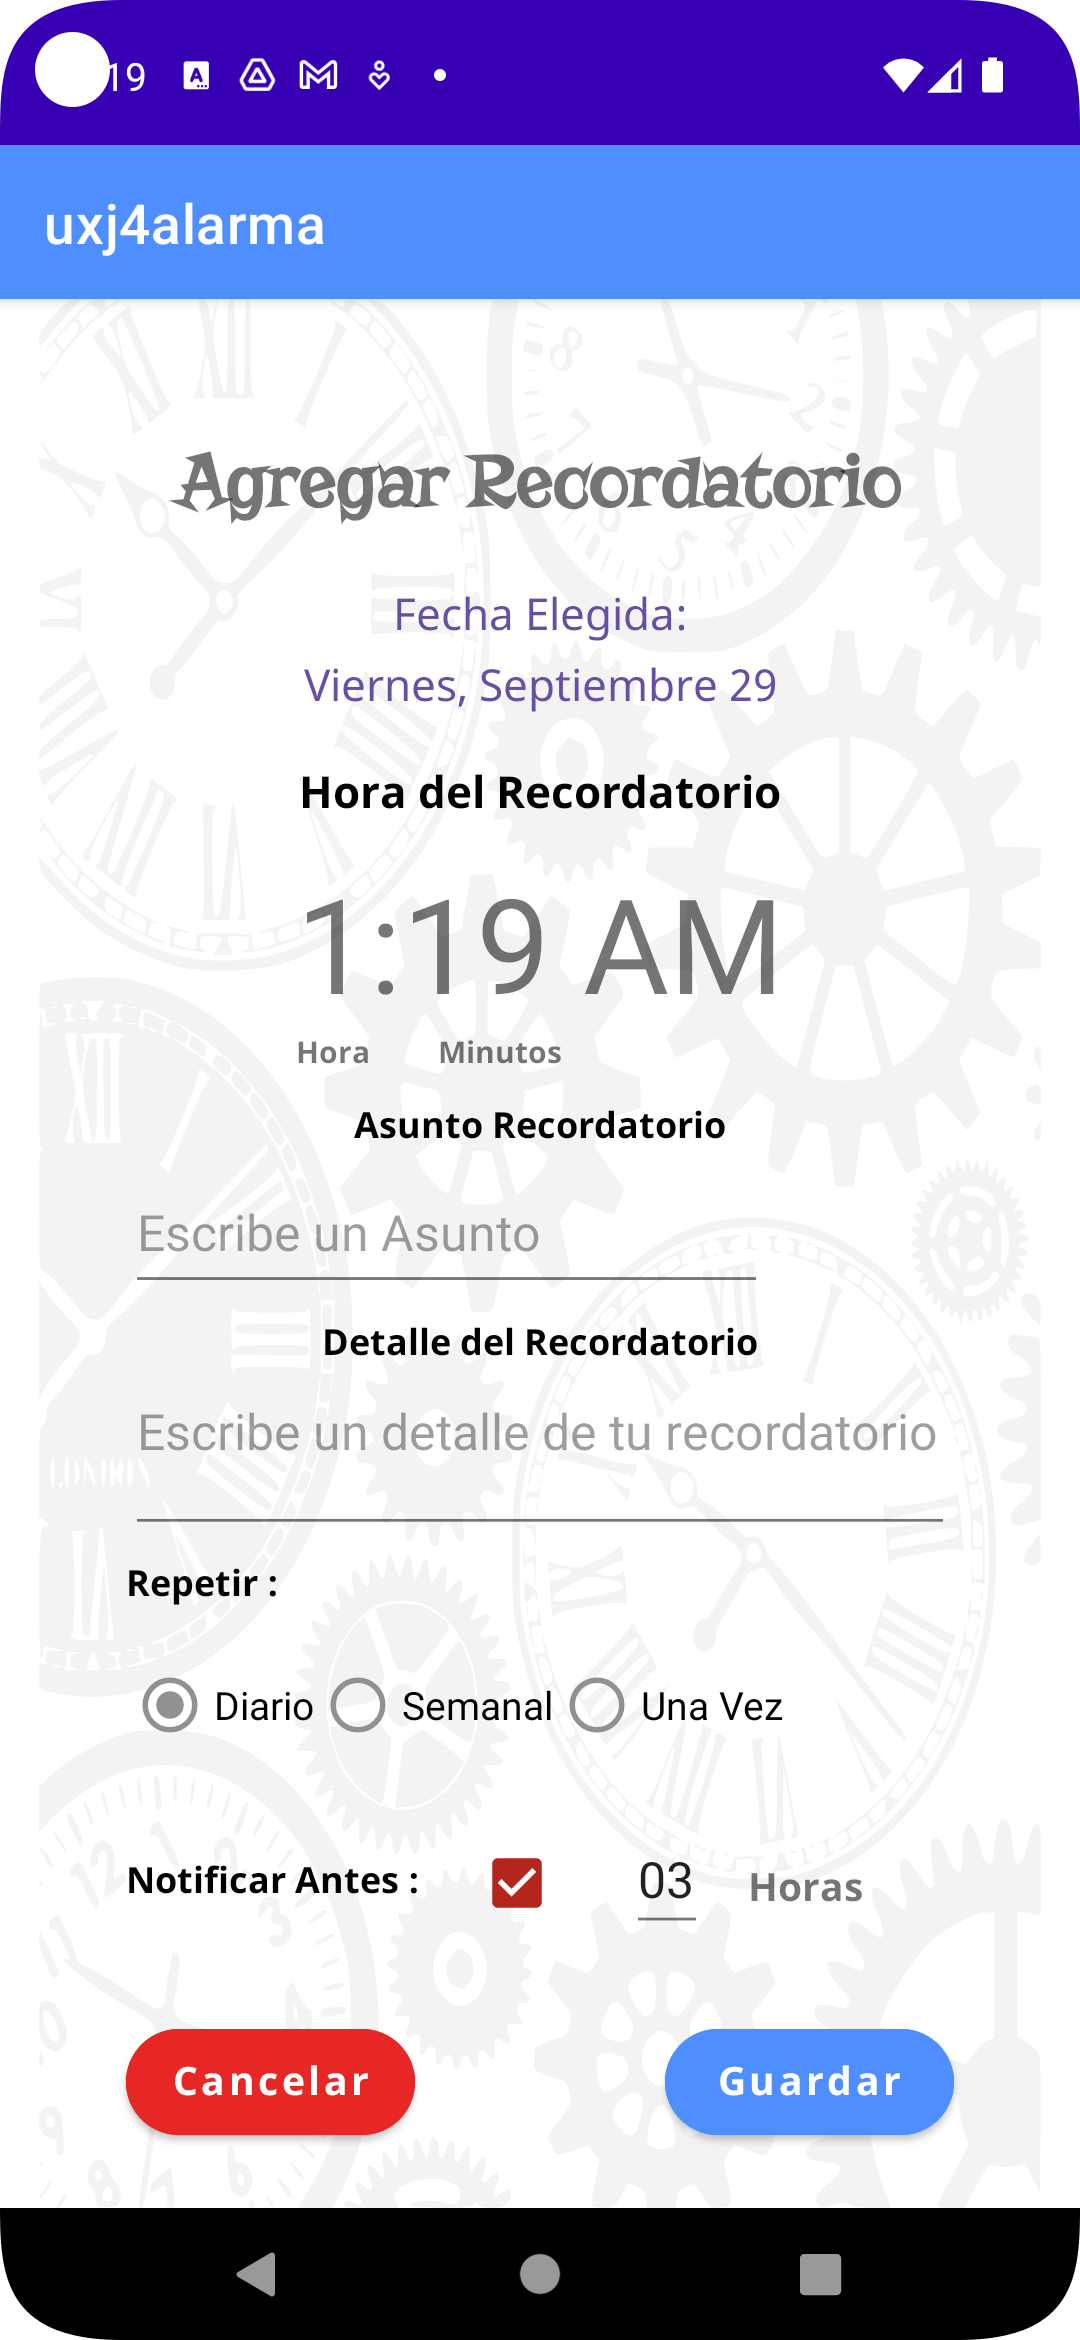 19
uxj4alarma
Agregar Recordatorio
Fecha Elegida:
Viernes, Septiembre 29
Hora del Recordatorio
1:19 AM
Hora Minutos
Asunto Recordatorio
Escribe un Asunto
Detalle del Recordatorio
Escribe un detalle de tu recordatorio
Repetir :
Diario Semanal Una Vez
Notificar Antes : 03 Horas
Cancelar Guardar